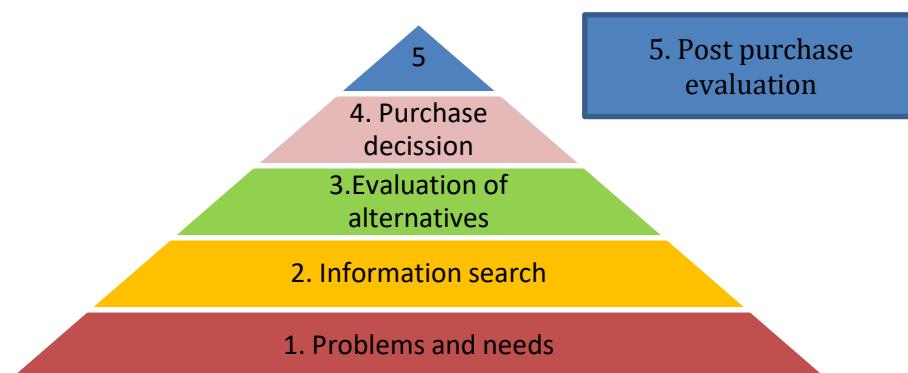 5
5. Post purchase
evaluation
4. Purchase
decission
3.Evaluation of
alternatives
2. Information search
1. Problems and needs